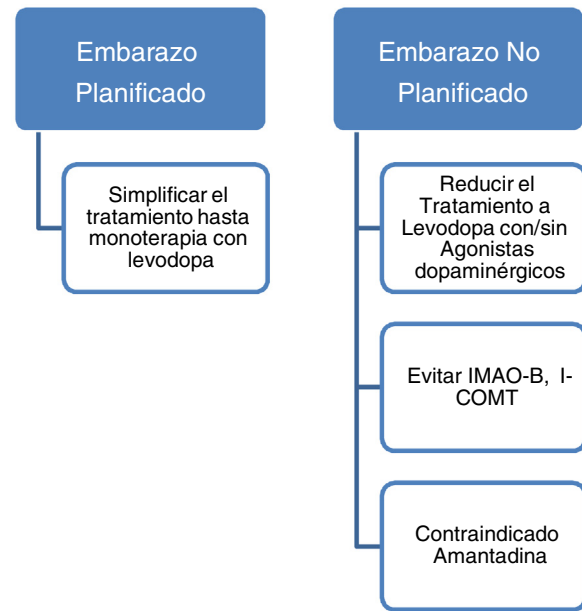 Embarazo
Planificado
Simplificar el
tratamiento hasta
monoterapia con
levodopa
Embarazo No
Planificado
Reducir el
Tratamiento a
Levodopa con/sin
Agonistas
dopaminérgicos
Evitar IMAO-B, I-
COMT
Contraindicado
Amantadina